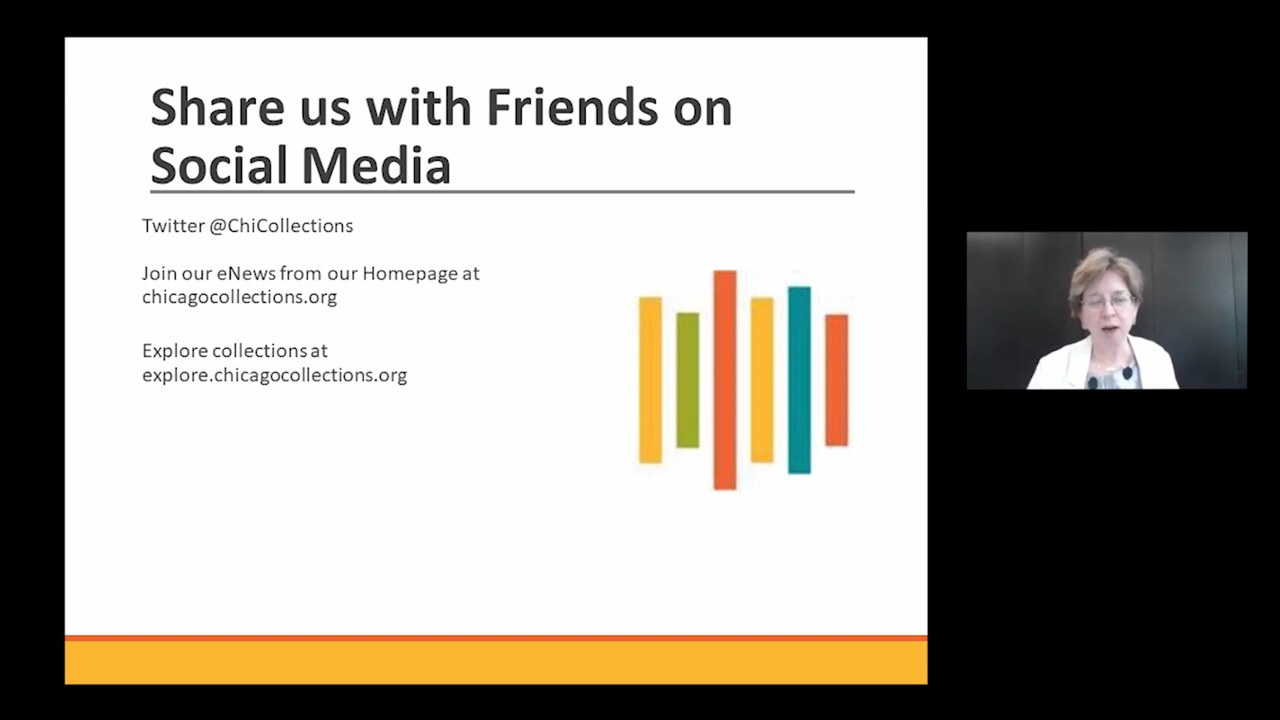 Share us with Friends on
Social Media
Twitter @ChiCollections
Join our eNews from our Homepage at
chicagocollections.org
Explore collections at
explore.chicagocollections.org